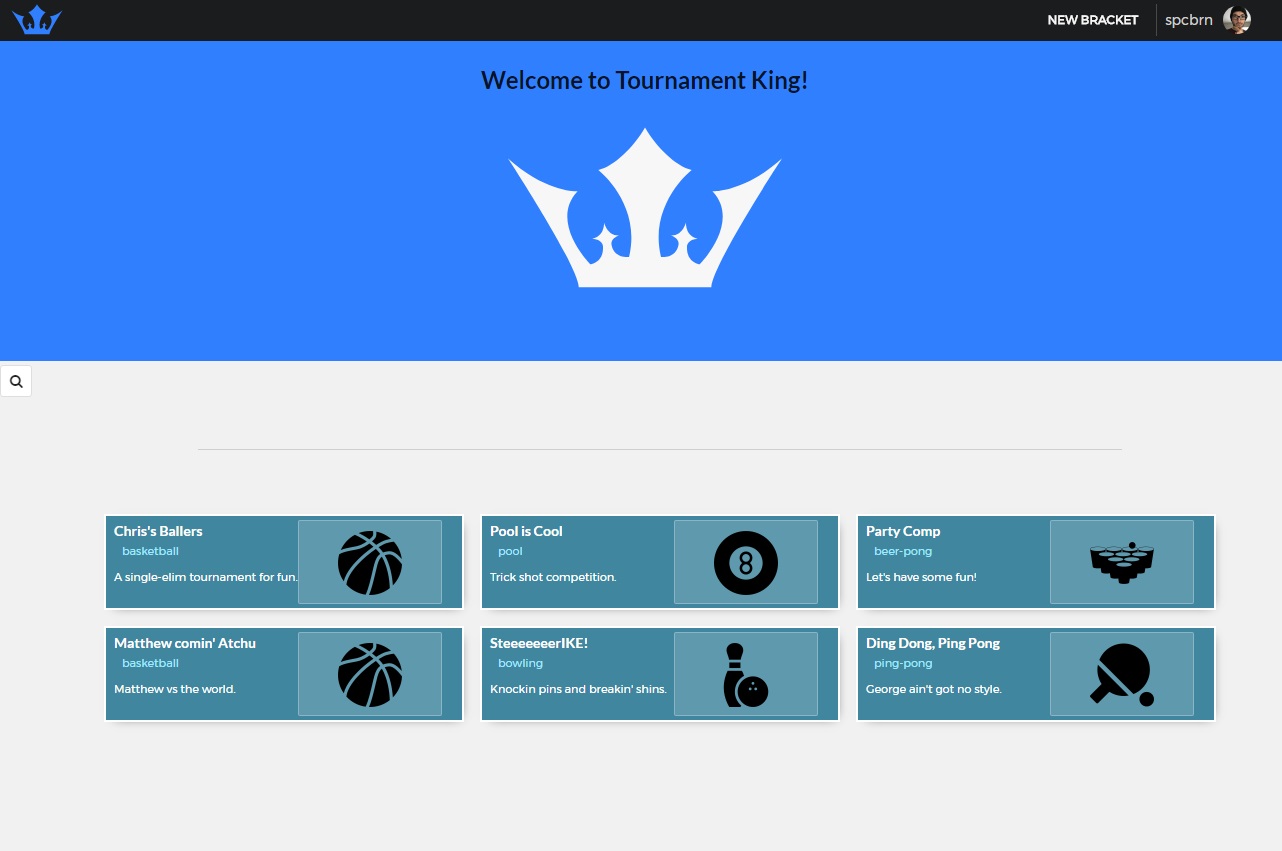 NEW BRACKET
spcbrn
Welcome to Tournament King!
Chris's Ballers
basketball
A single-elim tournament for fun.
Pool is Cool
pool
Trick shot competition.
8
Party Comp
beer-pong
Let's have some fun!
Matthew comin' Atchu
basketball
Matthew vs the world.
SteeeeeeerIKE!
bowling
Knockin pins and breakin' shins.
Ding Dong, Ping Pong
ping-pong
George ain't got no style.